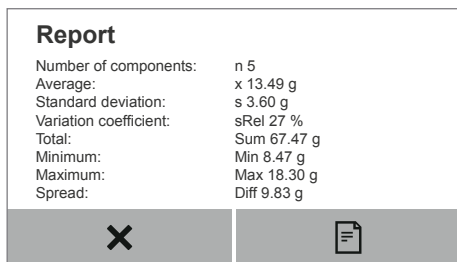 Report
Number of components: n 5
Average: x 13.49 g
Standard deviation: s 3.60 g
Variation coefficient: sRel 27 %
Total: Sum 67.47 g
Minimum: Min 8.47 g
Maximum: Max 18.30 g
Spread: Diff 9.83 g